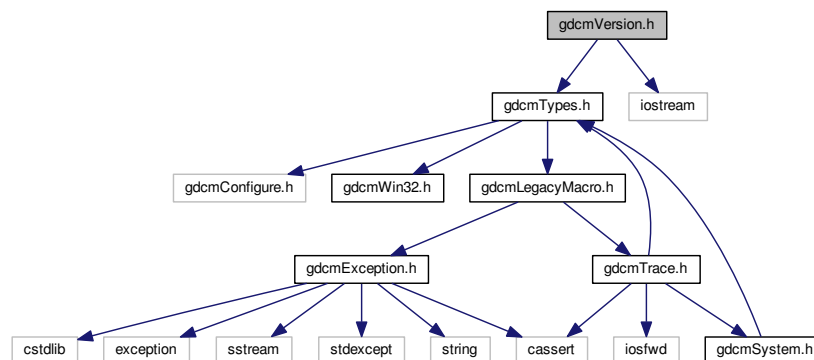 gdcmVersion.h
gdcmTypes.h
iostream
gdcmConfigure.h
gdcmWin32.h
gdcmLegacyMacro.h
gdcmException.h
gdcmTrace.h
cstdlib
exception
sstream
stdexcept
string
cassert
iosfwd
gdcmSystem.h